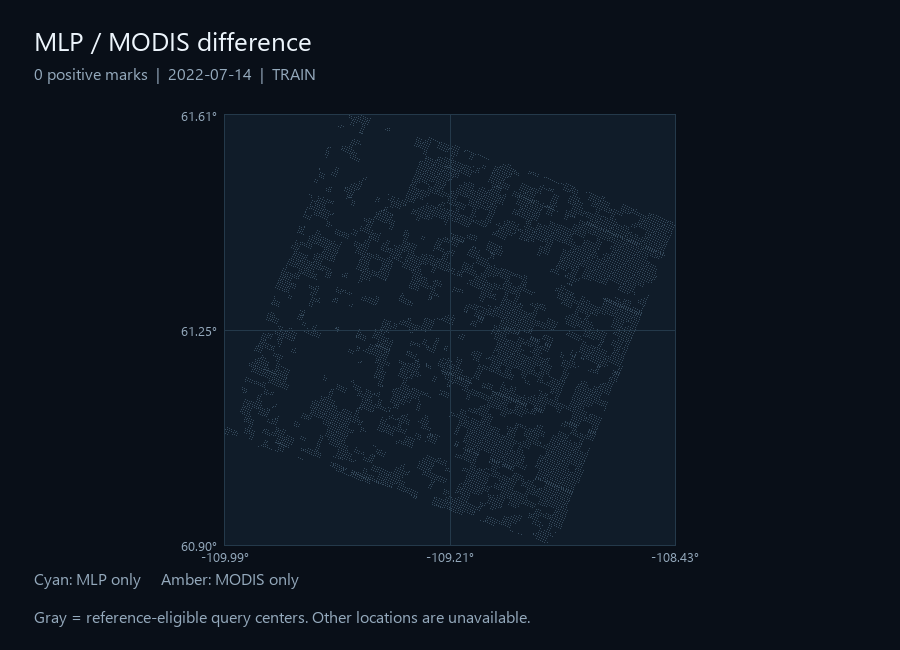 MLP / MODIS difference
0 positive marks | 2022-07-14 | TRAIN
61.61°
61.25°
60.90°
-109.99° -109.21° -108.43°
Cyan: MLP only Amber: MODIS only
Gray = reference-eligible query centers. Other locations are unavailable.